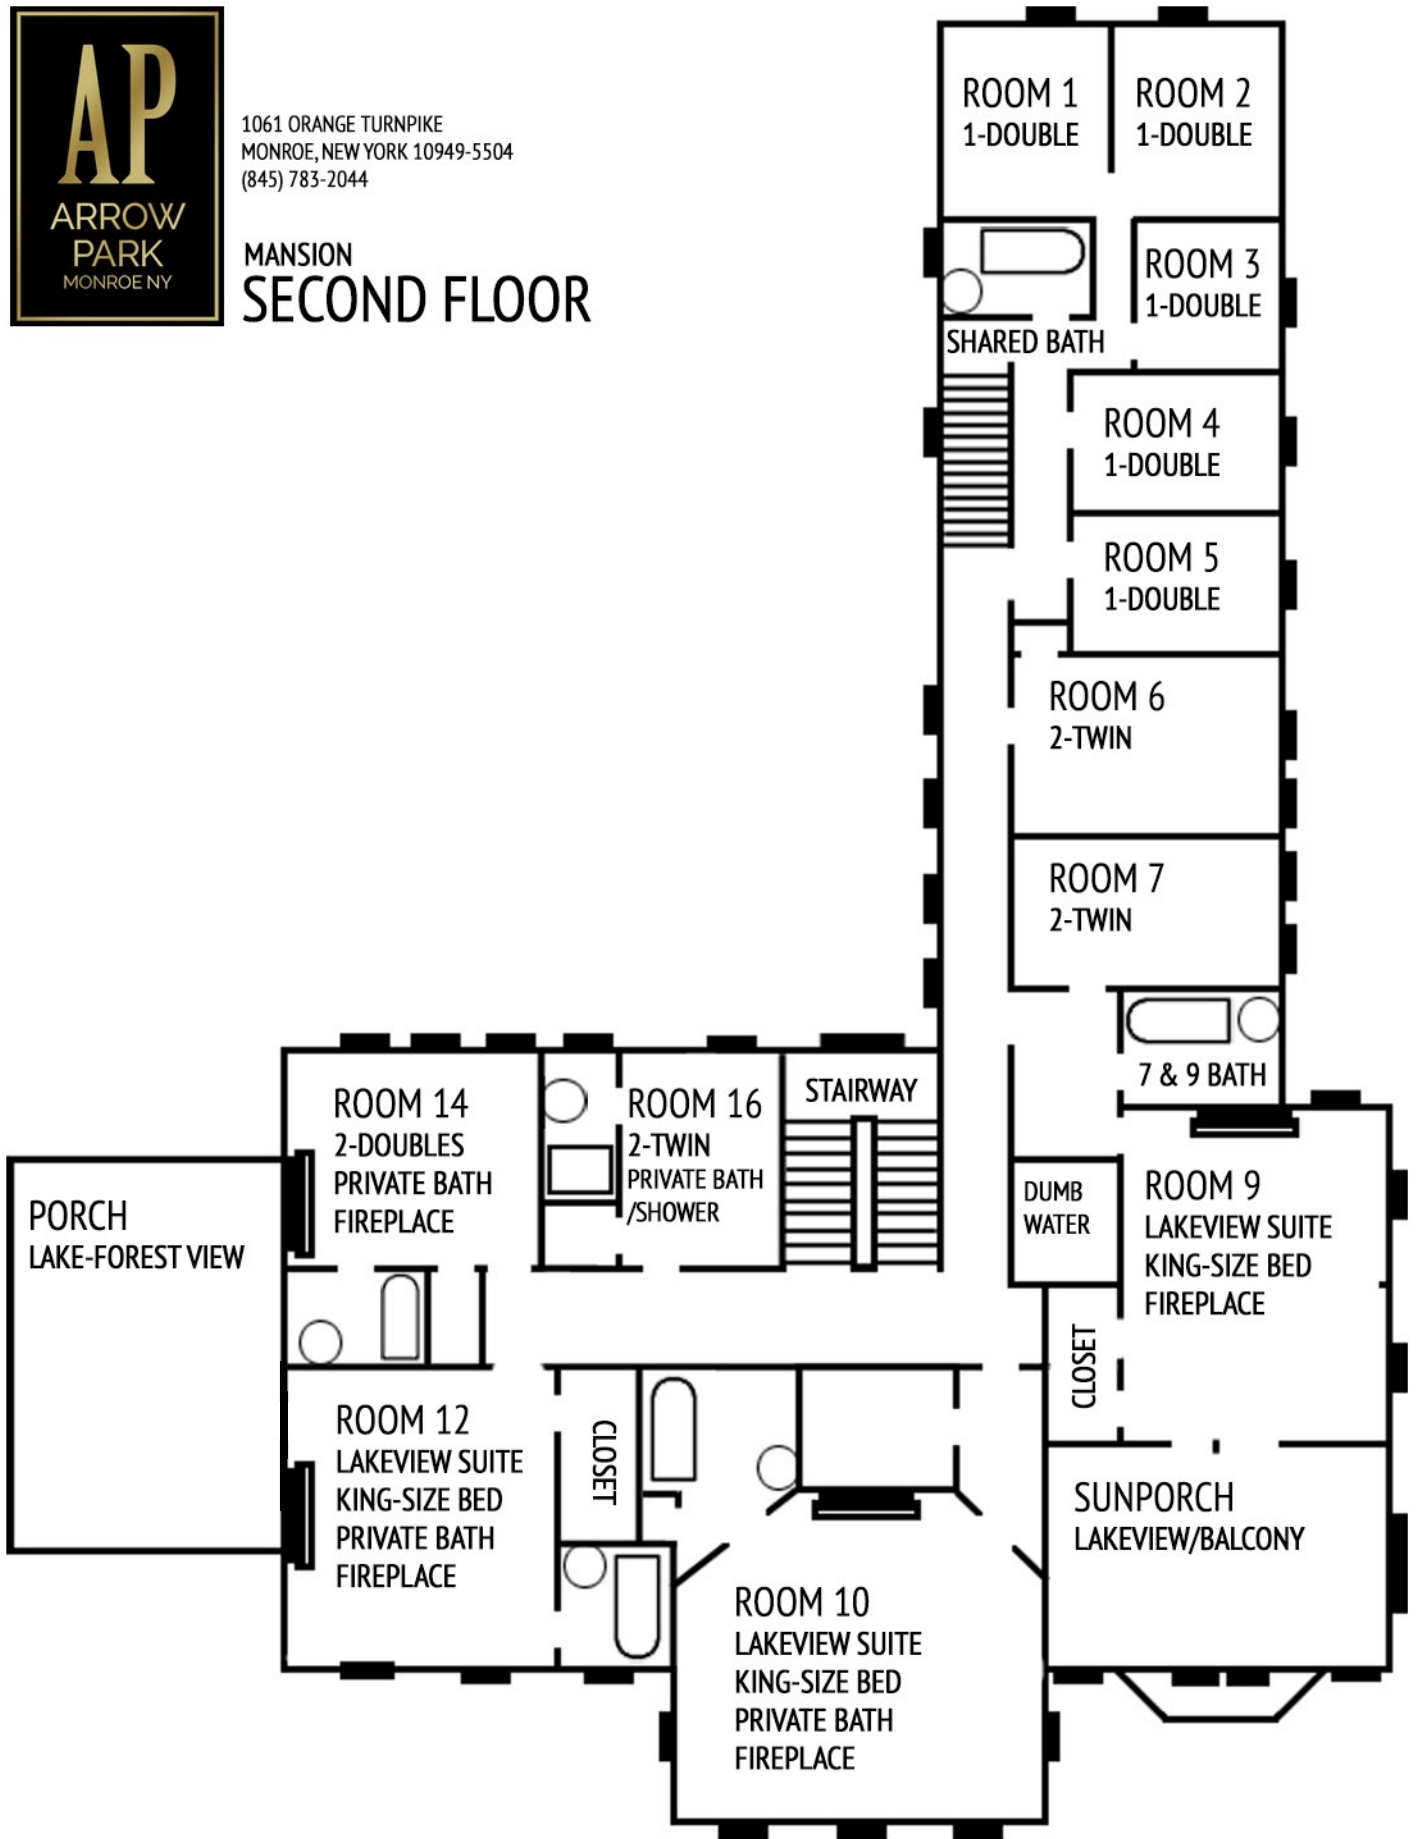 AP
ARROW
PARK
MONROE NY
1061 ORANGE TURNPIKE
MONROE, NEW YORK 10949-5504
(845) 783-2044
MANSION
SECOND FLOOR
ROOM 1
1-DOUBLE
ROOM 2
1-DOUBLE
ROOM 3
1-DOUBLE
SHARED BATH
ROOM 4
1-DOUBLE
ROOM 5
1-DOUBLE
ROOM 6
2-TWIN
ROOM 7
2-TWIN
7 & 9 BATH
ROOM 14
2-DOUBLES
PRIVATE BATH
FIREPLACE
ROOM 16
2-TWIN
PRIVATE BATH
/SHOWER
STAIRWAY
DUMB
WATER
ROOM 9
LAKEVIEW SUITE
KING-SIZE BED
FIREPLACE
PORCH
LAKE-FOREST VIEW
CLOSET
ROOM 12
LAKEVIEW SUITE
KING-SIZE BED
PRIVATE BATH
FIREPLACE
CLOSET
SUNPORCH
LAKEVIEW/BALCONY
ROOM 10
LAKEVIEW SUITE
KING-SIZE BED
PRIVATE BATH
FIREPLACE